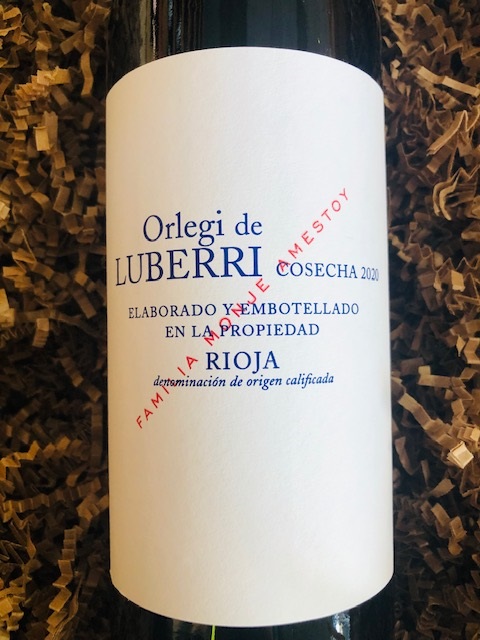 Orlegi de
LUBERRI COSECHA 2020
ELABORADO Y EMBOTELLADO
EN LA PROPIEDAD
RIOJA
denominación de origen calificada
FAMILIA MONJE AMESTOY